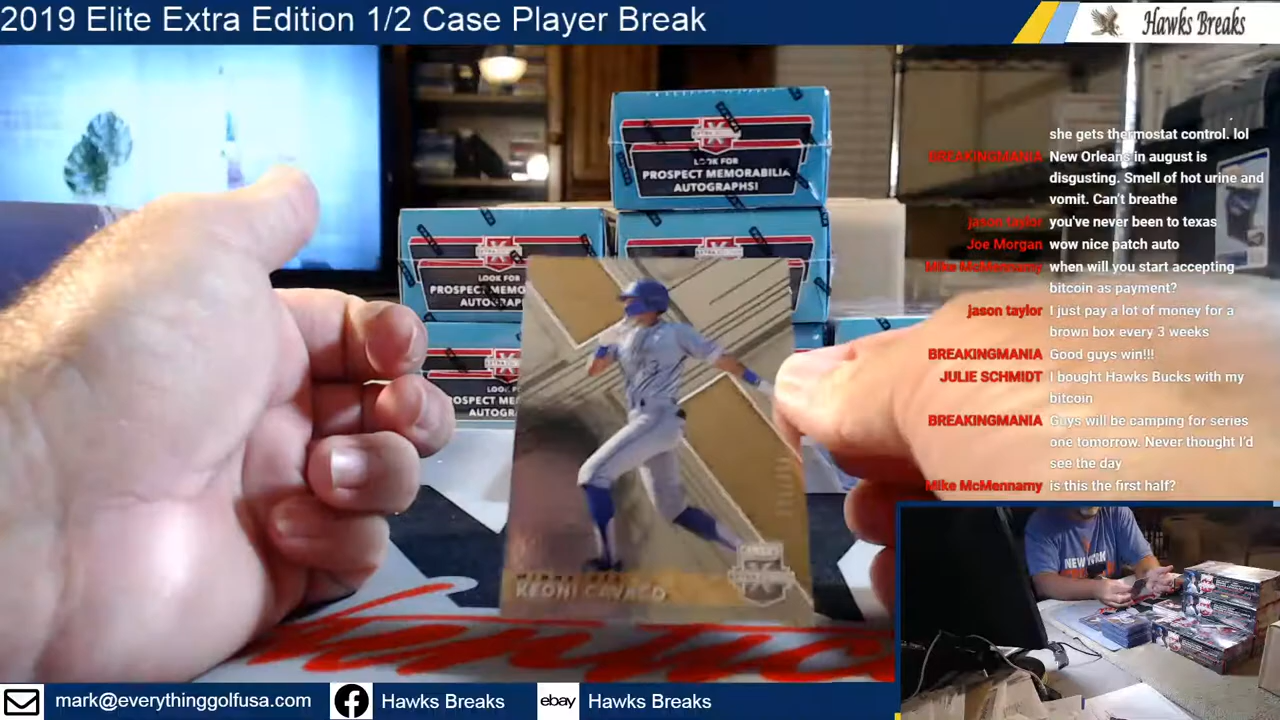 2019 Elite Extra Edition 1/2 Case Player Break
Hawks Breaks
LOOK FOR
PROSPECT MEMORABILIA
AUTOGRAPHS!
LOOK FOR
PROSPECT MEMO
AUTOGRAP
LOOK FOR
PROSPECT ME
AUTOGR
KEONI CAVACO
she gets thermostat control. lol
BREAKINGMANIA New Orleans in august is
disgusting. Smell of hot urine and
vomit. Can't breathe
jason taylor you've never been to texas
Joe Morgan wow nice patch auto
Mike McMennamy when will you start accepting
bitcoin as payment?
jason taylor I just pay a lot of money for a
brown box every 3 weeks
BREAKINGMANIA Good guys win!!!
JULIE SCHMIDT I bought Hawks Bucks with my
bitcoin
BREAKINGMANIA Guys will be camping for series
one tomorrow. Never thought I'd
see the day
Mike McMennamy is this the first half?
NEW YORK
mark@everythinggolfusa.com
Hawks Breaks
ebay
Hawks Breaks